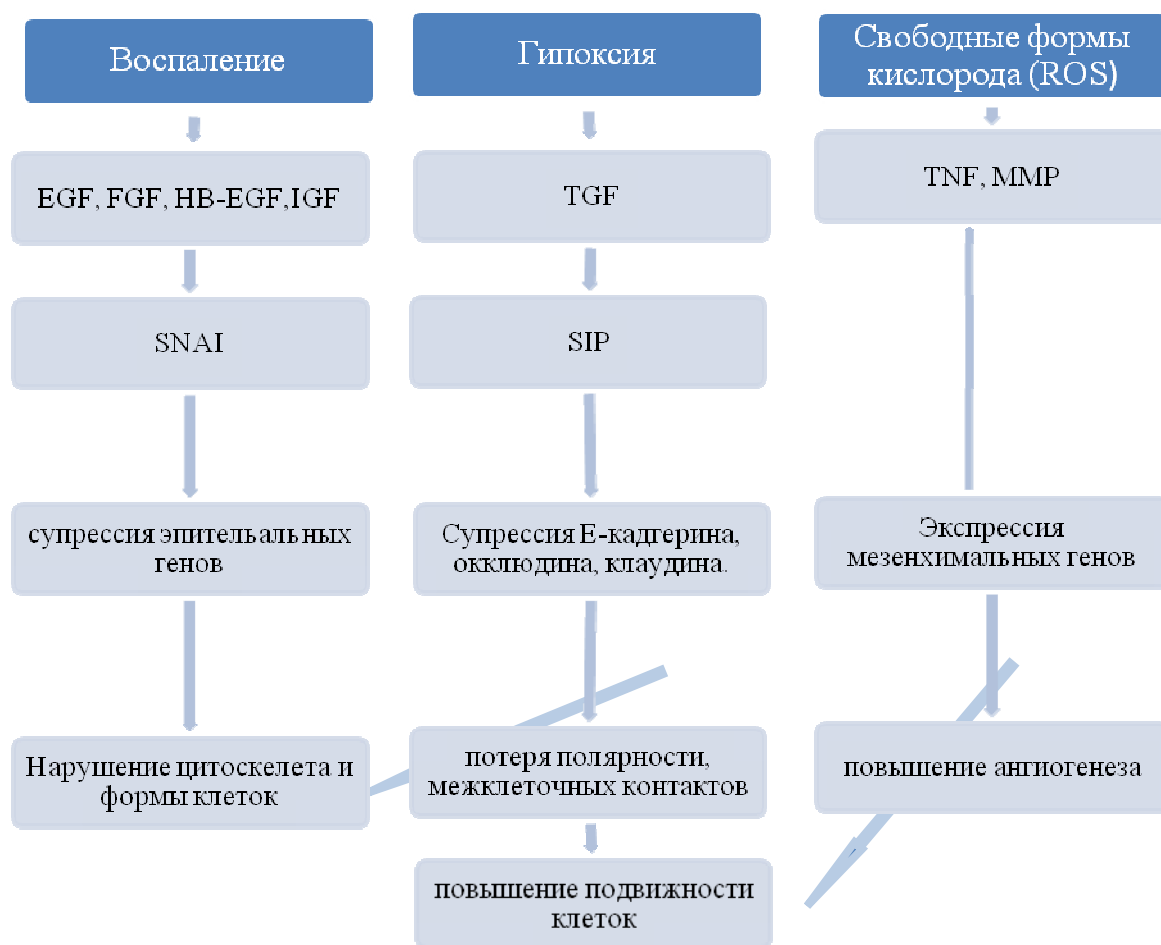 Воспаление
Гипоксия
Свободные формы
кислорода (ROS)
EGF, FGF, HB-EGF,IGF
TGF
TNF, MMP
SNAI
SIP
супрессия эпительальных
генов
Супрессия Е-кадгерина,
окклюдина, клаудина.
Экспрессия
мезенхимальных генов
Нарушение цитоскелета и
формы клеток
потеря полярности,
межклеточных контактов
повышение ангиогенеза
повышение подвижности
клеток